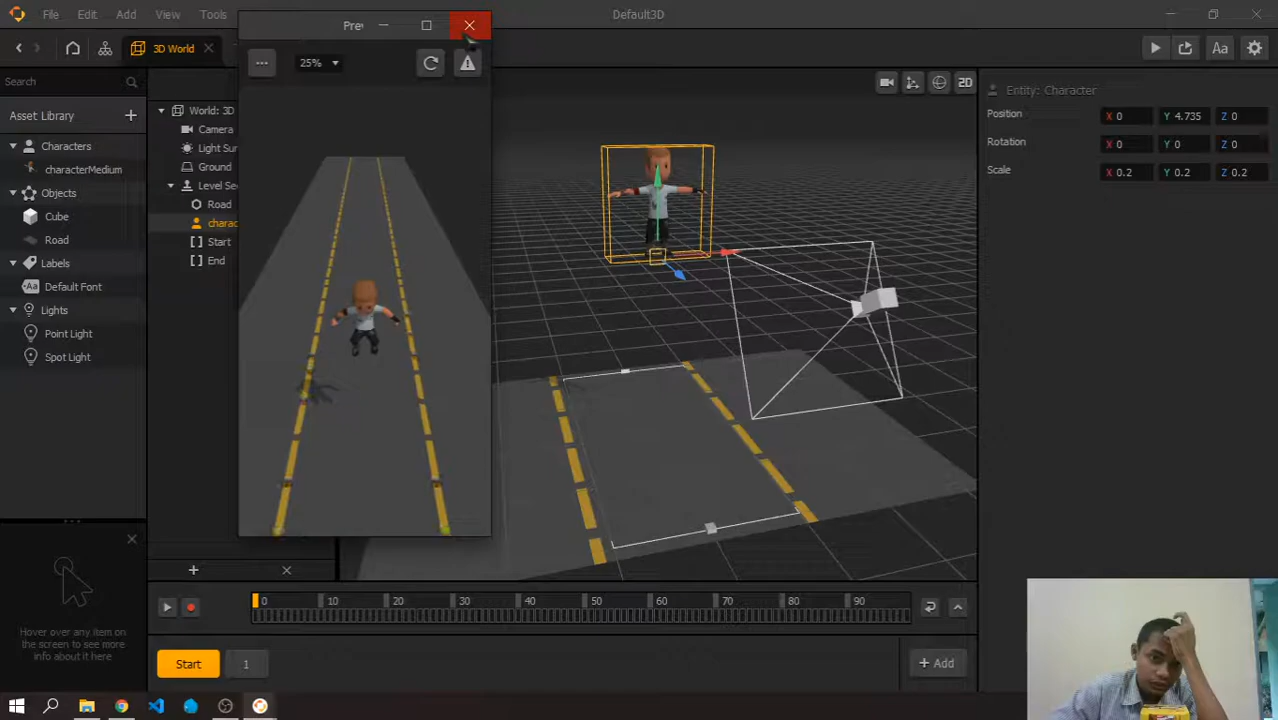 File Edit Add View Tools
Default3D
3D World
Search
Asset Library
Characters
characterMedium
Objects
Cube
Road
Labels
Aa Default Font
Lights
Point Light
Spot Light
Hover over any item on
the screen to see more
info about it here
World: 3D
Camera
Light Sun
Ground
Level Se
Road
charac
Start
End
Prev
25%
2D
Aa
Entity: Character
Position X 0 Y 4.735 Z 0
Rotation X 0 Y 0 Z 0
Scale X 0.2 Y 0.2 Z 0.2
0 10 20 30 40 50 60 70 80 90
Start 1
+ Add